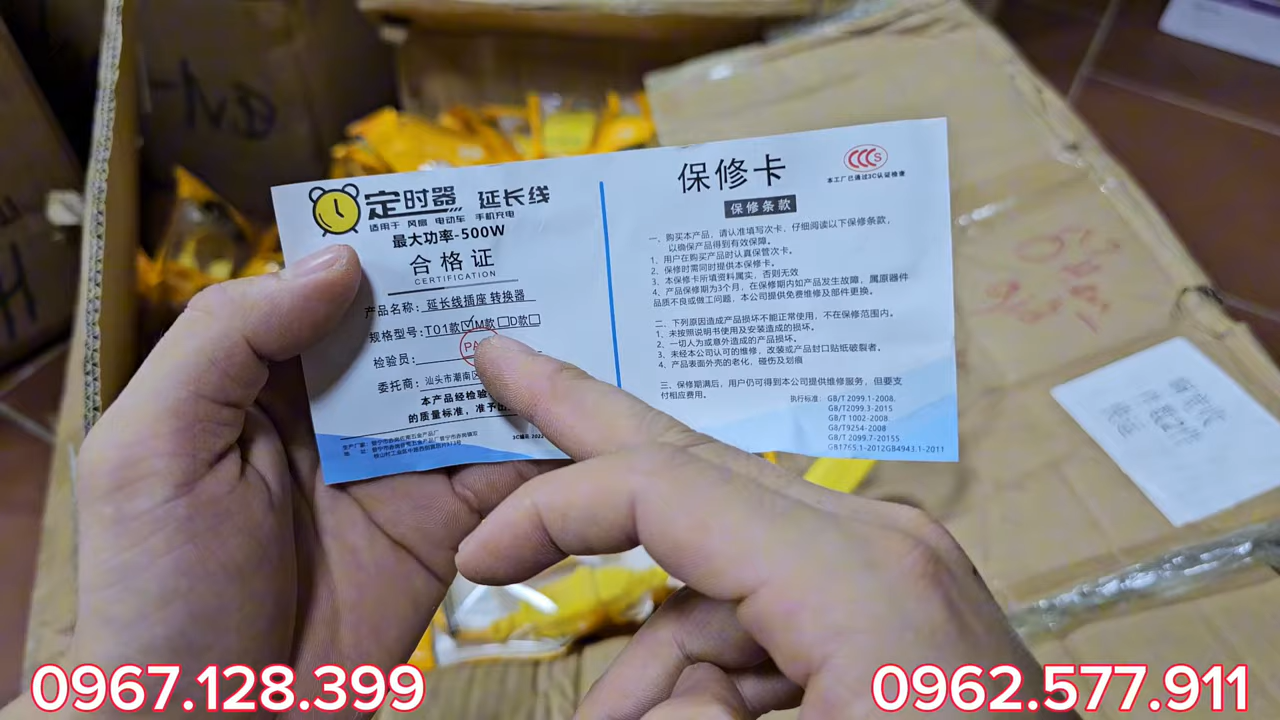 定时器 延长线
适用于 风扇 电动车 手机充电
最大功率-500W
合格证
CERTIFICATION
产品名称: 延长线插座 转换器
规格型号: T01款☑M款 □D款□
检验员:
PA
委托商: 汕头市潮南区
本产品经检验
的质量标准，准予出
保修卡
CCC S
本工厂已通过3C认证检查
保修条款
一、购买本产品，请认准填写次卡，仔细阅读以下保修条款，
以确保产品得到有效保障。
1、用户在购买产品时认真保管次卡。
2、保修时需同时提供本保修卡。
3、本保修卡所填资料属实，否则无效
4、产品保修期为3个月，在保修期内如产品发生故障，属原器件
品质不良或做工问题，本公司提供免费维修及部件更换。
二、下列原因造成产品损坏不能正常使用，不在保修范围内。
1、未按照说明书使用及安装造成的损坏。
2、一切人为或意外造成的产品损坏。
3、未经本公司认可的维修，改装或产品封口贴纸破裂者。
4、产品表面外壳的老化，碰伤及划痕
三、保修期满后，用户仍可得到本公司提供维修服务，但要支
付相应费用。
执行标准: GB/T 2099.1-2008.
GB/T2099.3-2015
GB/T 1002-2008
GB/T9254-2008
GB/T 2099.7-2015S
GB1765.1-2012GB4943.1-2011
0967.128.399
0962.577.911